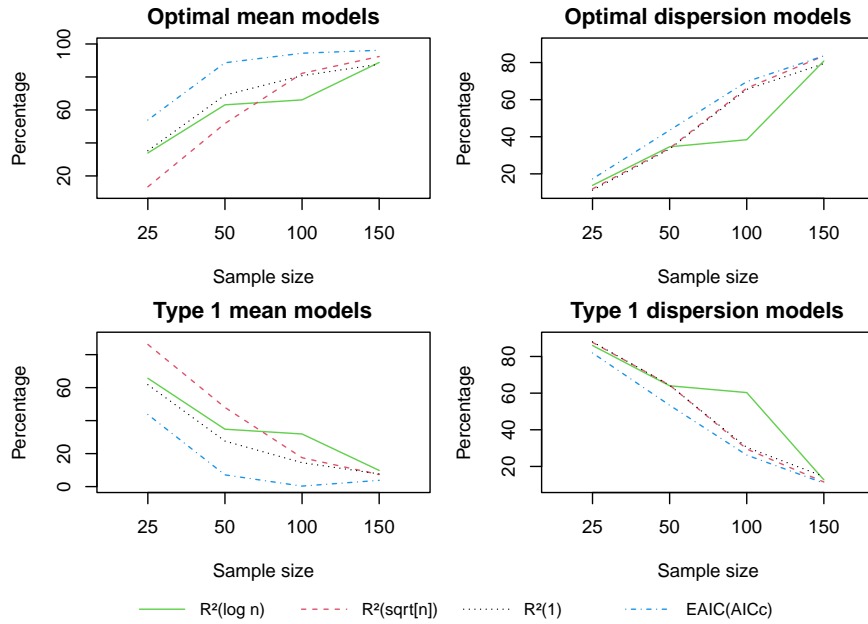 Optimal mean models
Percentage
20
60
100
25 50 100 150
Sample size
Optimal dispersion models
Percentage
20
40
60
80
25 50 100 150
Sample size
Type 1 mean models
Percentage
0
20
60
25 50 100 150
Sample size
Type 1 dispersion models
Percentage
20
40
60
80
25 50 100 150
Sample size
R²(log n) R²(sqrt[n]) R²(1) EAIC(AICc)